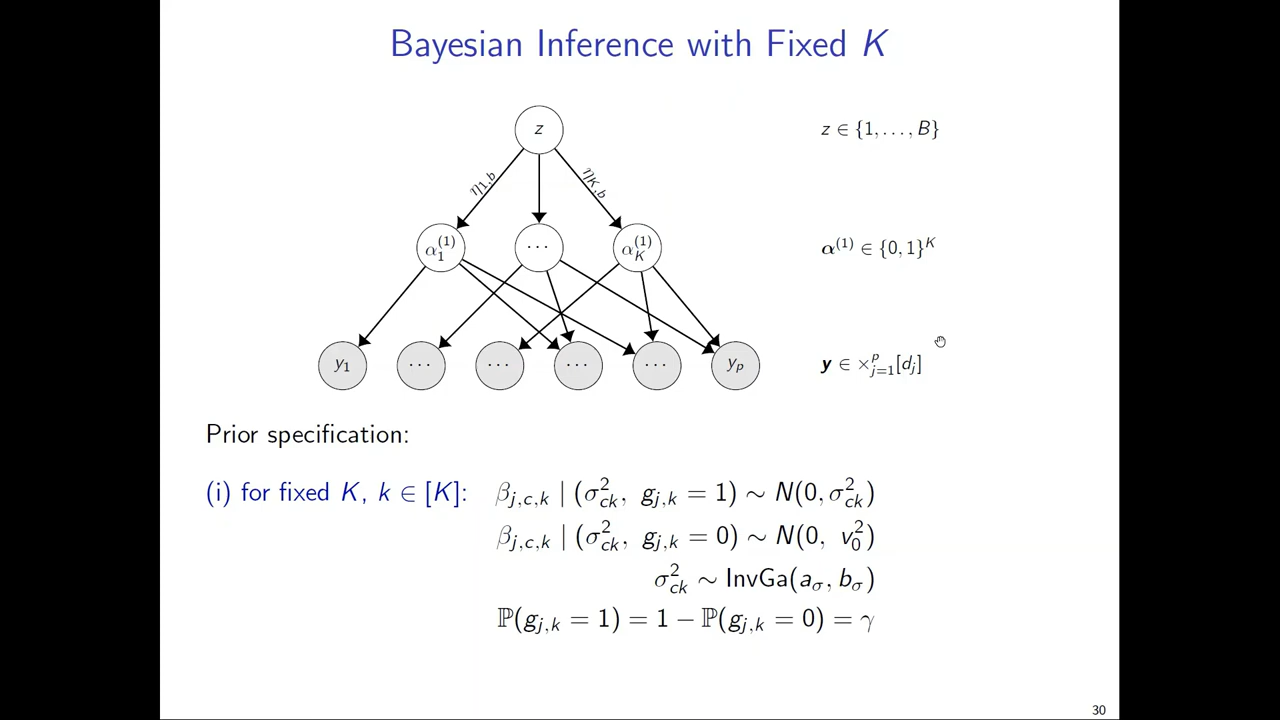 Bayesian Inference with Fixed K
z
z ∈ {1, . . . , B}
η₁,b
η_K,b
α₁⁽¹⁾
· · ·
α_K⁽¹⁾
α⁽¹⁾ ∈ {0, 1}^K
y₁
· · ·
· · ·
· · ·
· · ·
y_p
y ∈ ×_{j=1}^p [d_j]
Prior specification:
(i) for fixed K, k ∈ [K]: β_{j,c,k} | (σ²_{ck}, g_{j,k} = 1) ∼ N(0, σ²_{ck})
β_{j,c,k} | (σ²_{ck}, g_{j,k} = 0) ∼ N(0, v₀²)
σ²_{ck} ∼ InvGa(a_σ, b_σ)
ℙ(g_{j,k} = 1) = 1 − ℙ(g_{j,k} = 0) = γ
30